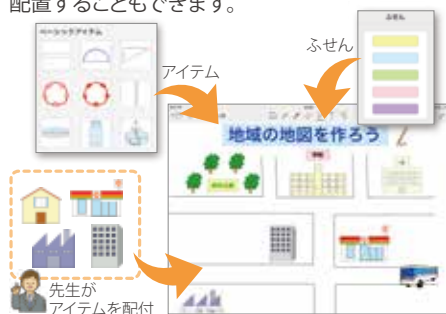 配置することもできます。
ベーシックアイテム
ふせん
ふせん
アイテム
地域の地図を作ろう
先生が
アイテムを配付